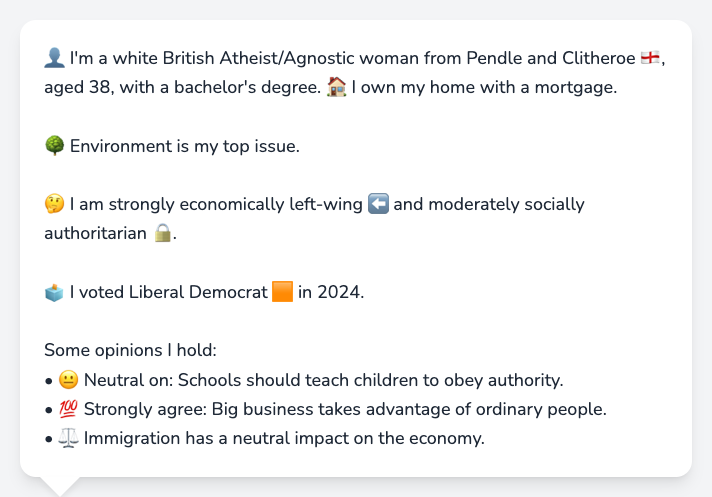 👤 I'm a white British Atheist/Agnostic woman from Pendle and Clitheroe 🏴󠁧󠁢󠁥󠁮󠁧󠁿,
aged 38, with a bachelor's degree. 🏠 I own my home with a mortgage.
🌳 Environment is my top issue.
🤔 I am strongly economically left-wing ⬅️ and moderately socially
authoritarian 🔒.
🗳️ I voted Liberal Democrat 🟧 in 2024.
Some opinions I hold:
• 😐 Neutral on: Schools should teach children to obey authority.
• 💯 Strongly agree: Big business takes advantage of ordinary people.
• ⚖️ Immigration has a neutral impact on the economy.